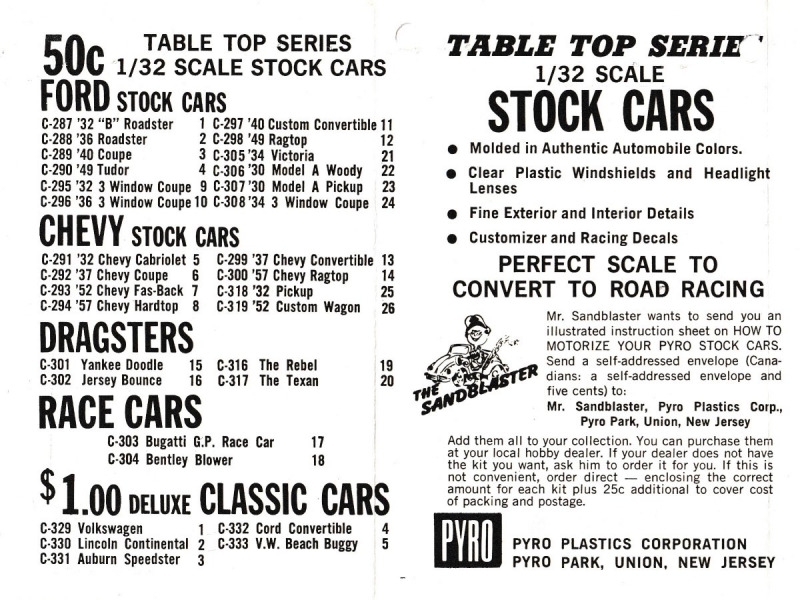 50c TABLE TOP SERIES
1/32 SCALE STOCK CARS
FORD STOCK CARS
C-287 '32 "B" Roadster 1
C-288 '36 Roadster 2
C-289 '40 Coupe 3
C-290 '49 Tudor 4
C-295 '32 3 Window Coupe 9
C-296 '36 3 Window Coupe 10
C-297 '40 Custom Convertible 11
C-298 '49 Ragtop 12
C-305 '34 Victoria 21
C-306 '30 Model A Woody 22
C-307 '30 Model A Pickup 23
C-308 '34 3 Window Coupe 24
CHEVY STOCK CARS
C-291 '32 Chevy Cabriolet 5
C-292 '37 Chevy Coupe 6
C-293 '52 Chevy Fas-Back 7
C-294 '57 Chevy Hardtop 8
C-299 '37 Chevy Convertible 13
C-300 '57 Chevy Ragtop 14
C-318 '32 Pickup 25
C-319 '52 Custom Wagon 26
DRAGSTERS
C-301 Yankee Doodle 15
C-302 Jersey Bounce 16
C-316 The Rebel 19
C-317 The Texan 20
RACE CARS
C-303 Bugatti G.P. Race Car 17
C-304 Bentley Blower 18
$1.00 DELUXE CLASSIC CARS
C-329 Volkswagen 1
C-330 Lincoln Continental 2
C-331 Auburn Speedster 3
C-332 Cord Convertible 4
C-333 V.W. Beach Buggy 5
TABLE TOP SERIE
1/32 SCALE
STOCK CARS
● Molded in Authentic Automobile Colors.
● Clear Plastic Windshields and Headlight
Lenses
● Fine Exterior and Interior Details
● Customizer and Racing Decals
PERFECT SCALE TO
CONVERT TO ROAD RACING
THE
SANDBLASTER
Mr. Sandblaster wants to send you an
illustrated instruction sheet on HOW TO
MOTORIZE YOUR PYRO STOCK CARS.
Send a self-addressed envelope (Cana-
dians: a self-addressed envelope and
five cents) to:
Mr. Sandblaster, Pyro Plastics Corp.,
Pyro Park, Union, New Jersey
Add them all to your collection. You can purchase them
at your local hobby dealer. If your dealer does not have
the kit you want, ask him to order it for you. If this is
not convenient, order direct — enclosing the correct
amount for each kit plus 25c additional to cover cost
of packing and postage.
PYRO
PYRO PLASTICS CORPORATION
PYRO PARK, UNION, NEW JERSEY